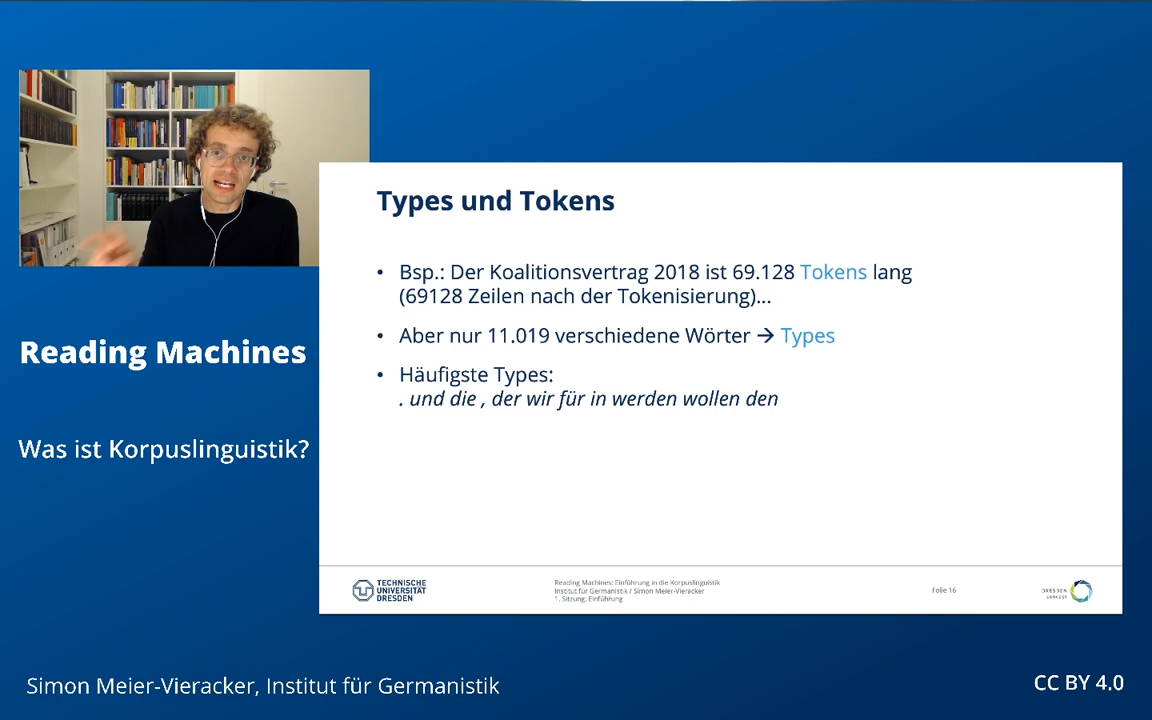 Types und Tokens
• Bsp.: Der Koalitionsvertrag 2018 ist 69.128 Tokens lang
(69128 Zeilen nach der Tokenisierung)...
• Aber nur 11.019 verschiedene Wörter → Types
• Häufigste Types:
. und die , der wir für in werden wollen den
Reading Machines
Was ist Korpuslinguistik?
TECHNISCHE
UNIVERSITÄT
DRESDEN
Reading Machines: Einführung in die Korpuslinguistik
Institut für Germanistik / Simon Meier-Vieracker
1. Sitzung: Einführung
Folie 16
DRESDEN
concept
Simon Meier-Vieracker, Institut für Germanistik
CC BY 4.0